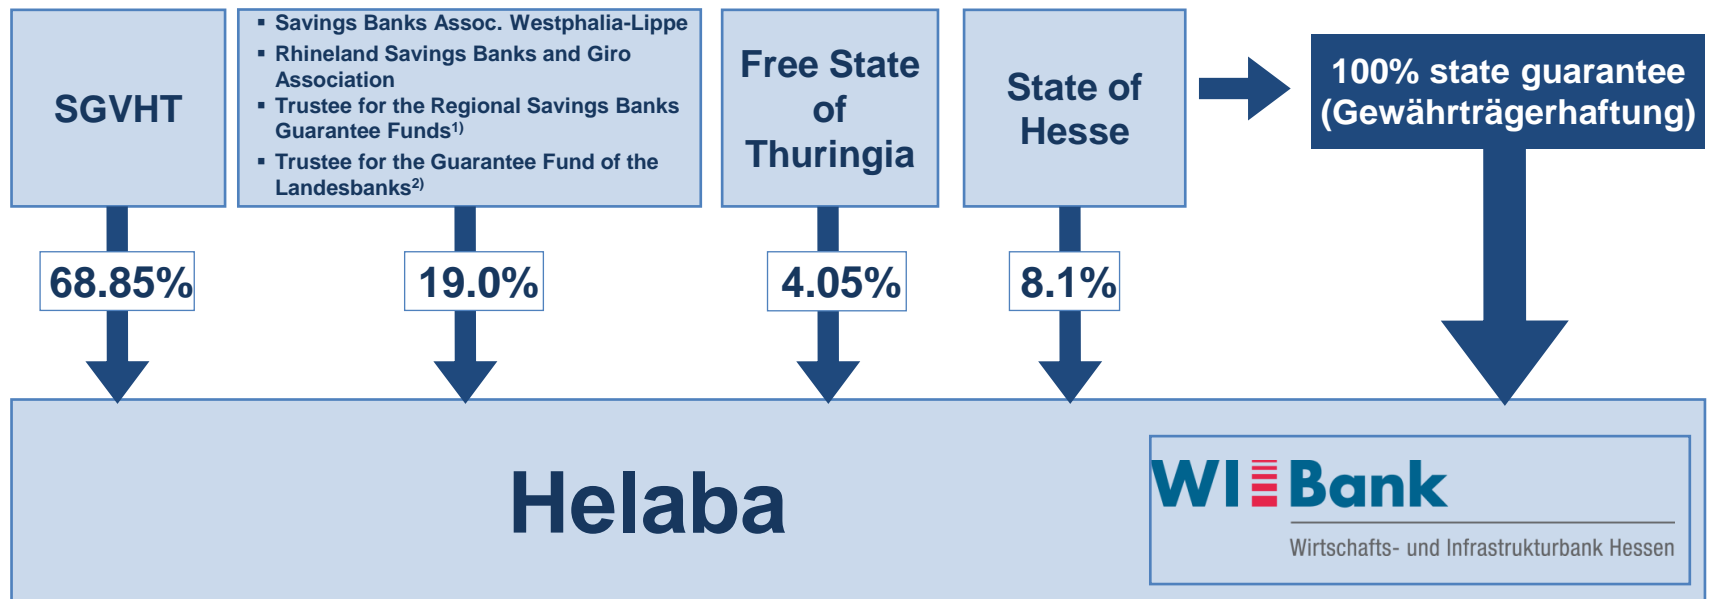 SGVHT
▪ Savings Banks Assoc. Westphalia-Lippe
▪ Rhineland Savings Banks and Giro
Association
▪ Trustee for the Regional Savings Banks
Guarantee Funds¹⁾
▪ Trustee for the Guarantee Fund of the
Landesbanks²⁾
Free State
of
Thuringia
State of
Hesse
100% state guarantee
(Gewährträgerhaftung)
68.85%
19.0%
4.05%
8.1%
Helaba
WI Bank
Wirtschafts- und Infrastrukturbank Hessen